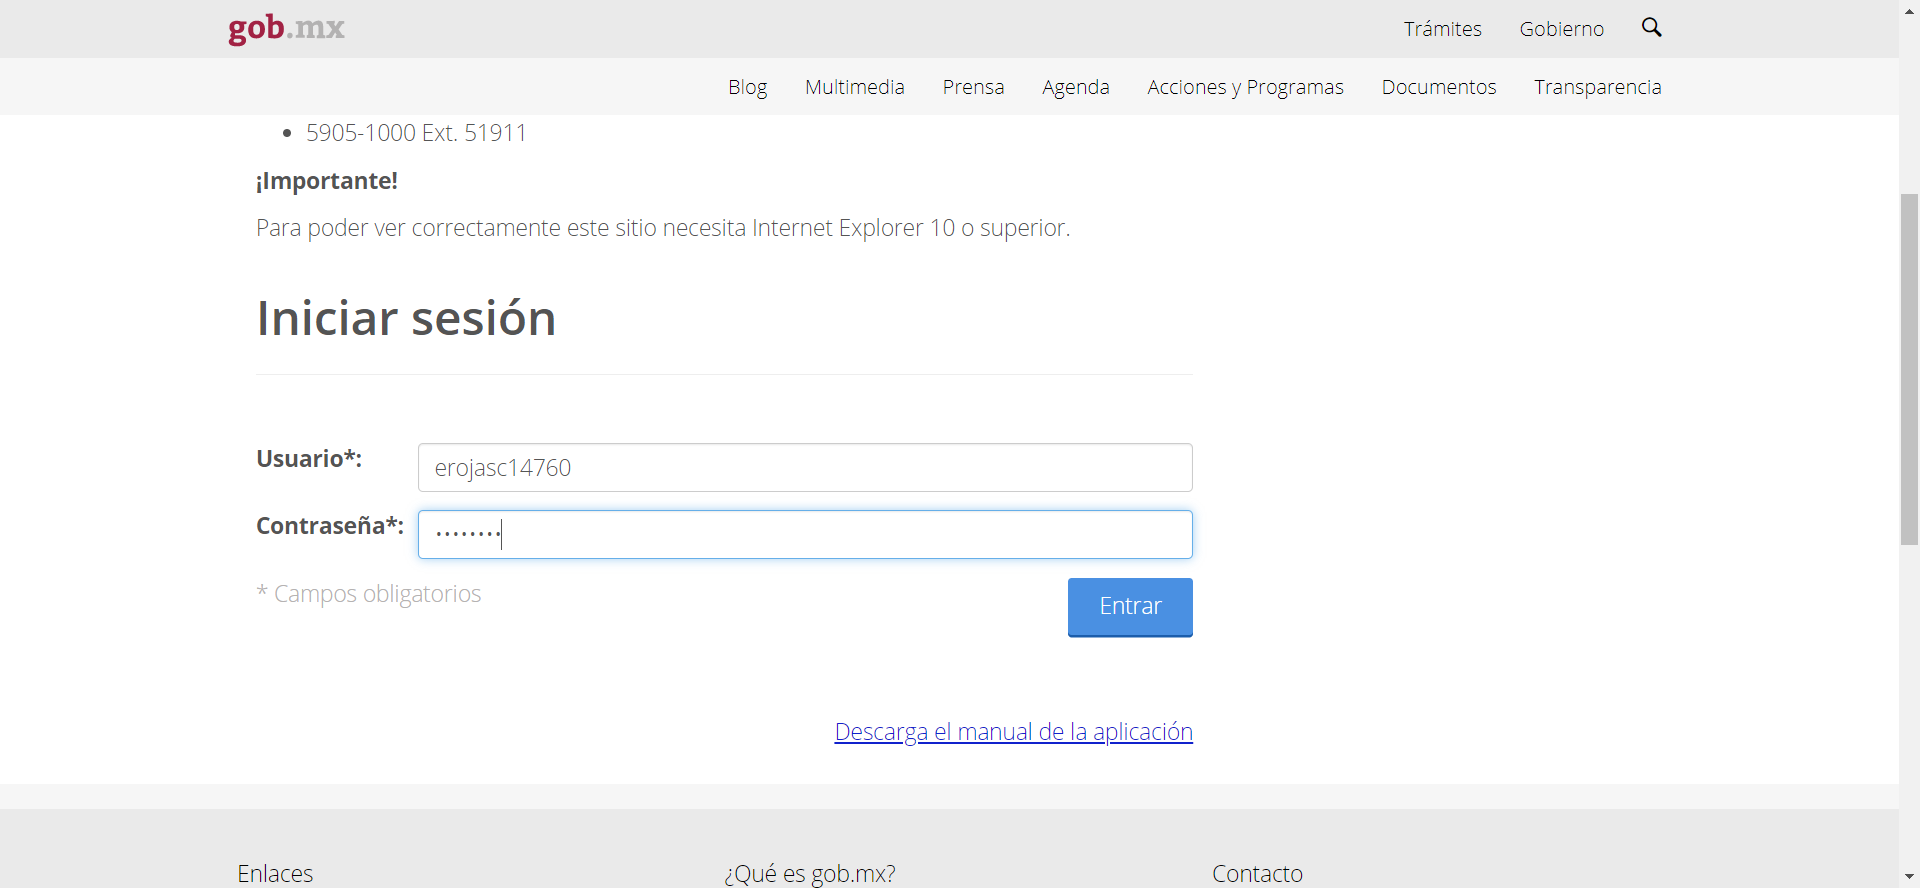 gob.mx
Trámites Gobierno
Blog Multimedia Prensa Agenda Acciones y Programas Documentos Transparencia
• 5905-1000 Ext. 51911
¡Importante!
Para poder ver correctamente este sitio necesita Internet Explorer 10 o superior.
Iniciar sesión
Usuario*: erojasc14760
Contraseña*: ••••••••
* Campos obligatorios
Entrar
Descarga el manual de la aplicación
Enlaces ¿Qué es gob.mx? Contacto